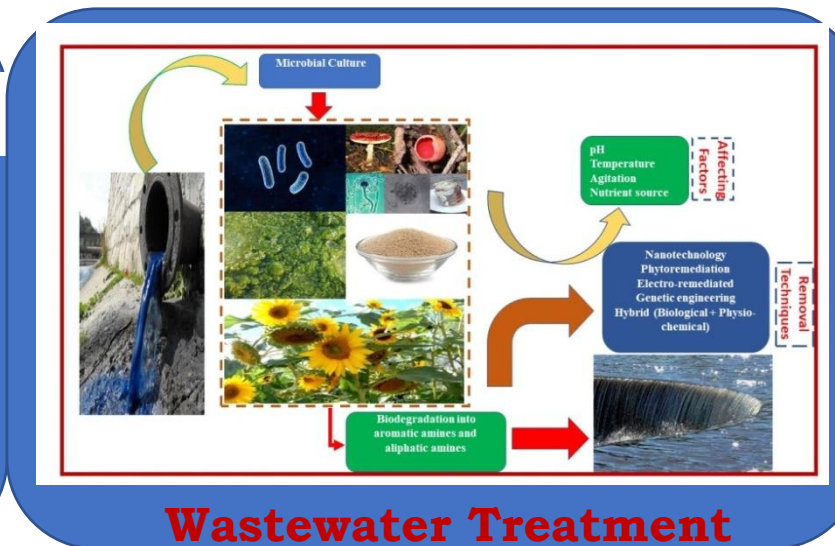 Microbial Culture
pH
Temperature
Agitation
Nutrient source
Affecting
Factors
Nanotechnology
Phytoremediation
Electro-remediated
Genetic engineering
Hybrid (Biological + Physio-
chemical)
Removal
Techniques
Biodegradation into
aromatic amines and
aliphatic amines
Wastewater Treatment